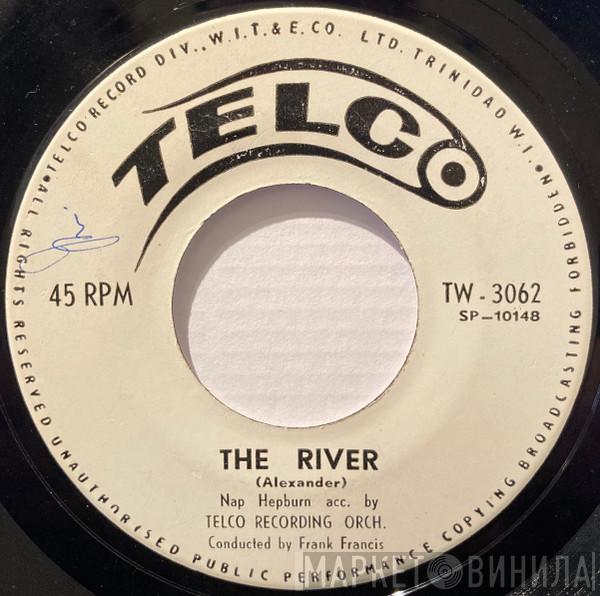 •TELCO RECORD DIV., W.I.T. & E. CO. LTD. TRINIDAD W.I.,•
TELCO
45 RPM
TW - 3062
SP-10148
THE RIVER
(Alexander)
Nap Hepburn acc. by
TELCO RECORDING ORCH.
Conducted by Frank Francis
•ALL RIGHTS RESERVED UNAUTHORISED PUBLIC PERFORMANCE COPYING BROADCASTING FORBIDDEN•
МАРКЕТ ВИНИЛА